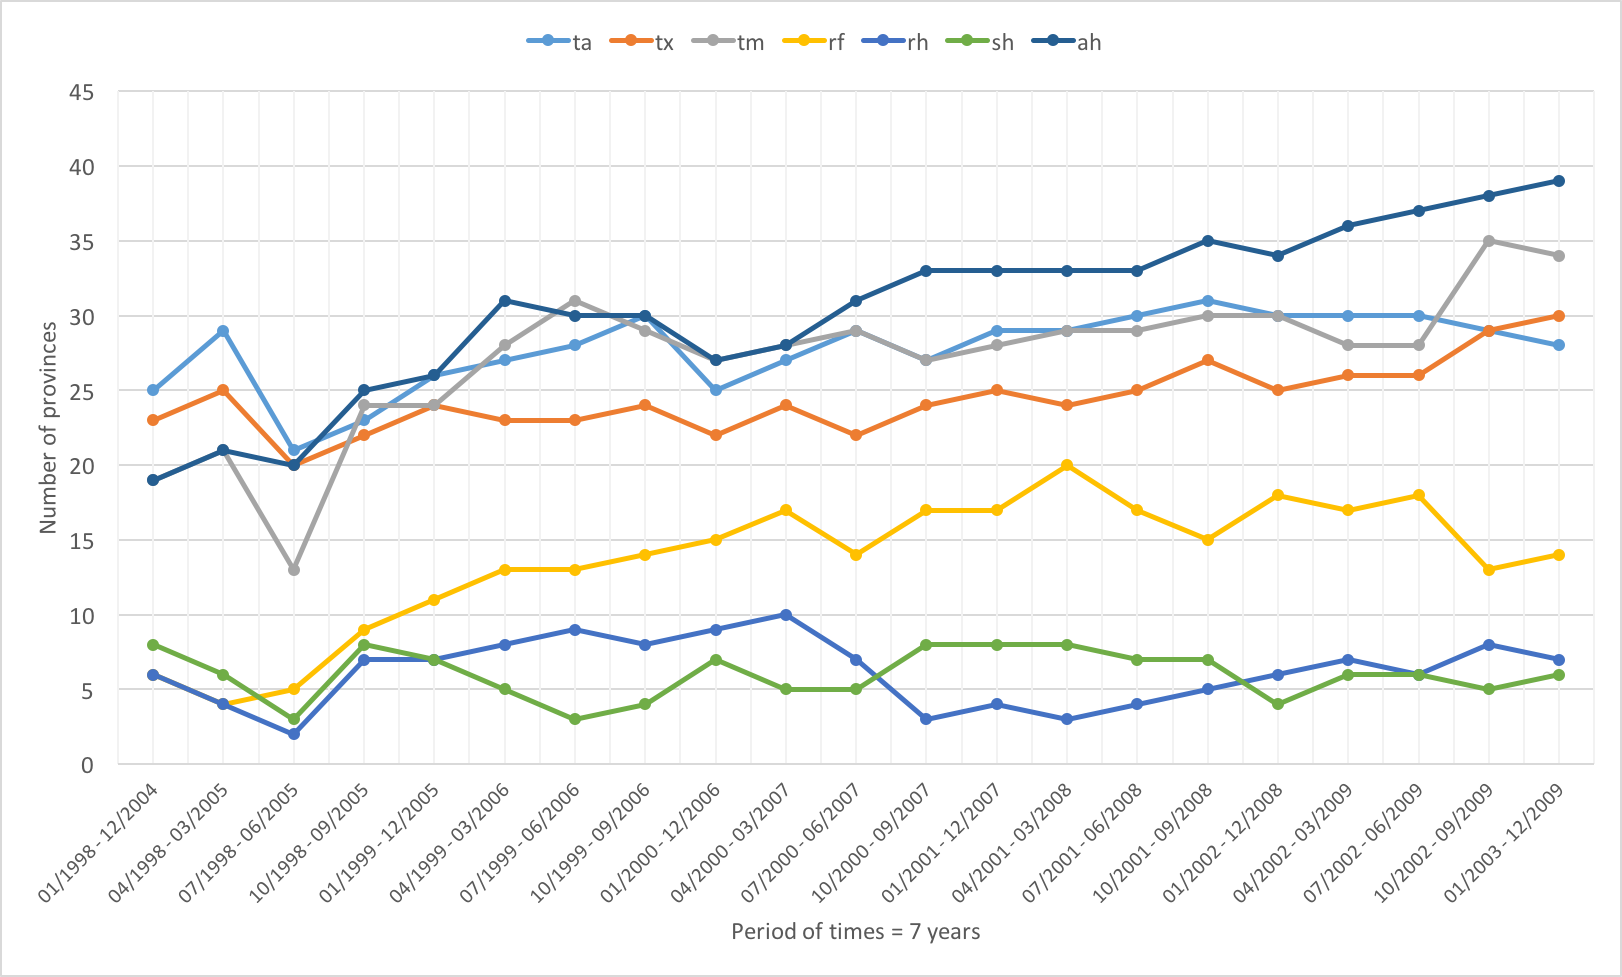 ta tx tm rf rh sh ah
45
40
35
30
25
20
15
10
5
0
Number of provinces
01/1998 - 12/2004
04/1998 - 03/2005
07/1998 - 06/2005
10/1998 - 09/2005
01/1999 - 12/2005
04/1999 - 03/2006
07/1999 - 06/2006
10/1999 - 09/2006
01/2000 - 12/2006
04/2000 - 03/2007
07/2000 - 06/2007
10/2000 - 09/2007
01/2001 - 12/2007
04/2001 - 03/2008
07/2001 - 06/2008
10/2001 - 09/2008
01/2002 - 12/2008
04/2002 - 03/2009
07/2002 - 06/2009
10/2002 - 09/2009
01/2003 - 12/2009
Period of times = 7 years